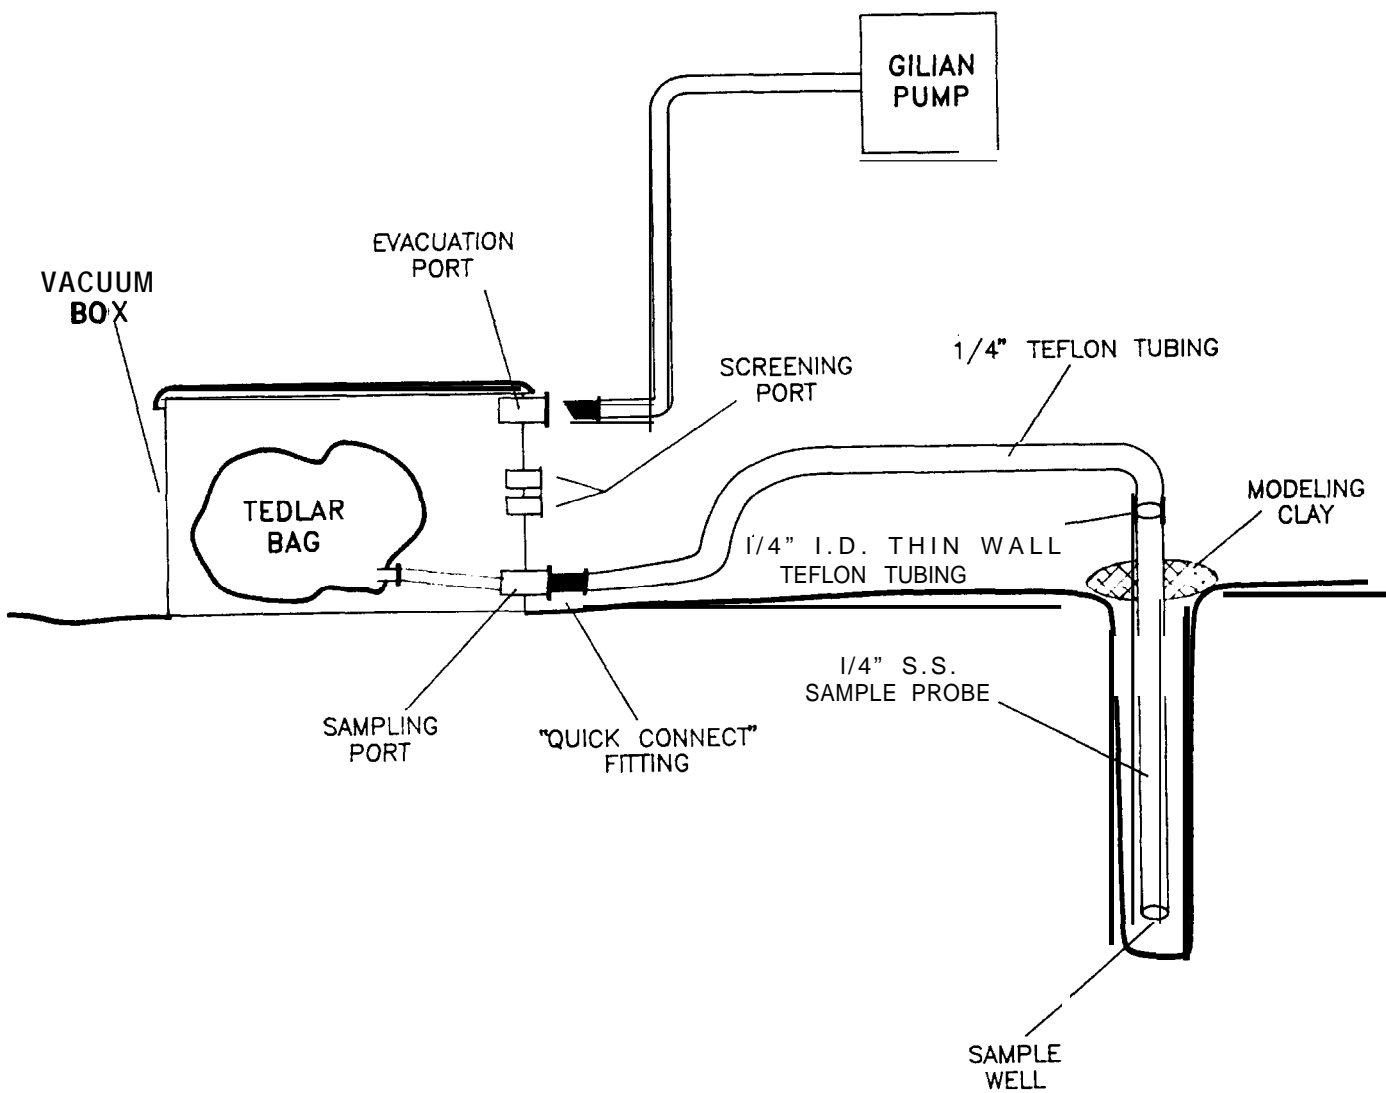 GILIAN
PUMP
EVACUATION
PORT
VACUUM
BOX
1/4" TEFLON TUBING
SCREENING
PORT
MODELING
CLAY
TEDLAR
BAG
1/4" I.D. THIN WALL
TEFLON TUBING
1/4" S.S.
SAMPLE PROBE
SAMPLING
PORT
"QUICK CONNECT"
FITTING
SAMPLE
WELL